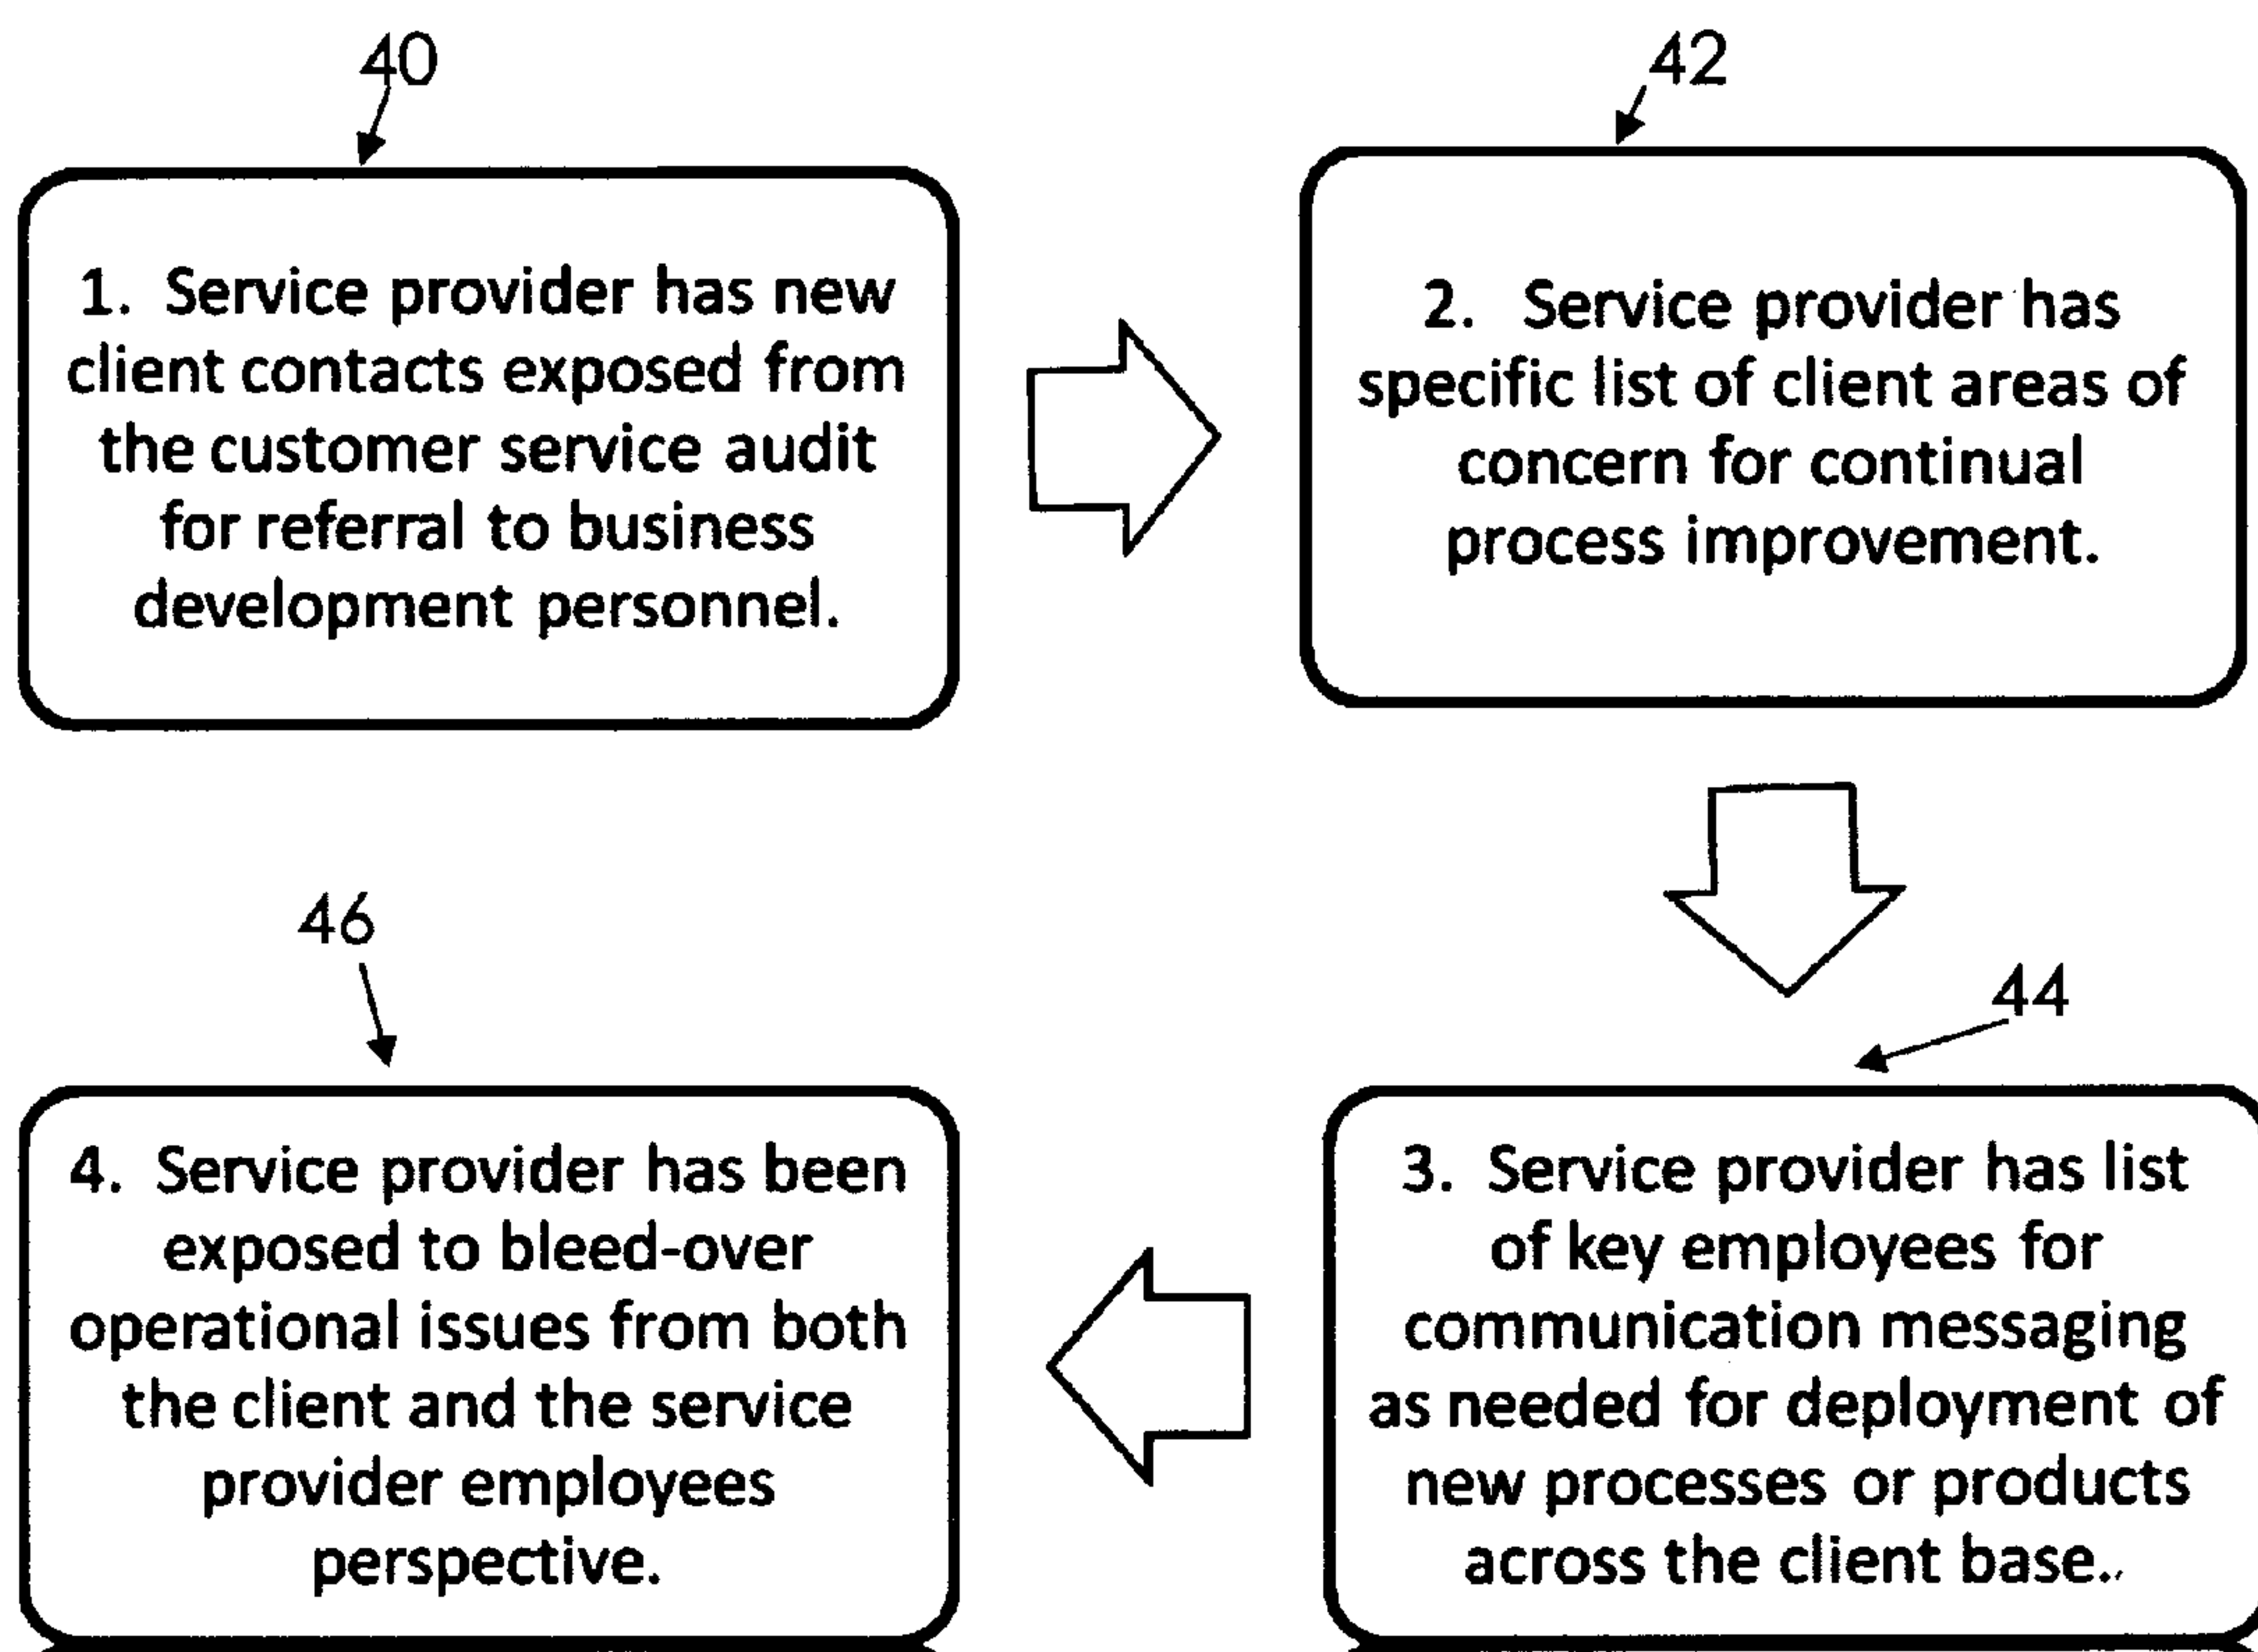 40
1. Service provider has new
client contacts exposed from
the customer service audit
for referral to business
development personnel.
42
2. Service provider has
specific list of client areas of
concern for continual
process improvement.
44
3. Service provider has list
of key employees for
communication messaging
as needed for deployment of
new processes or products
across the client base..
46
4. Service provider has been
exposed to bleed-over
operational issues from both
the client and the service
provider employees
perspective.